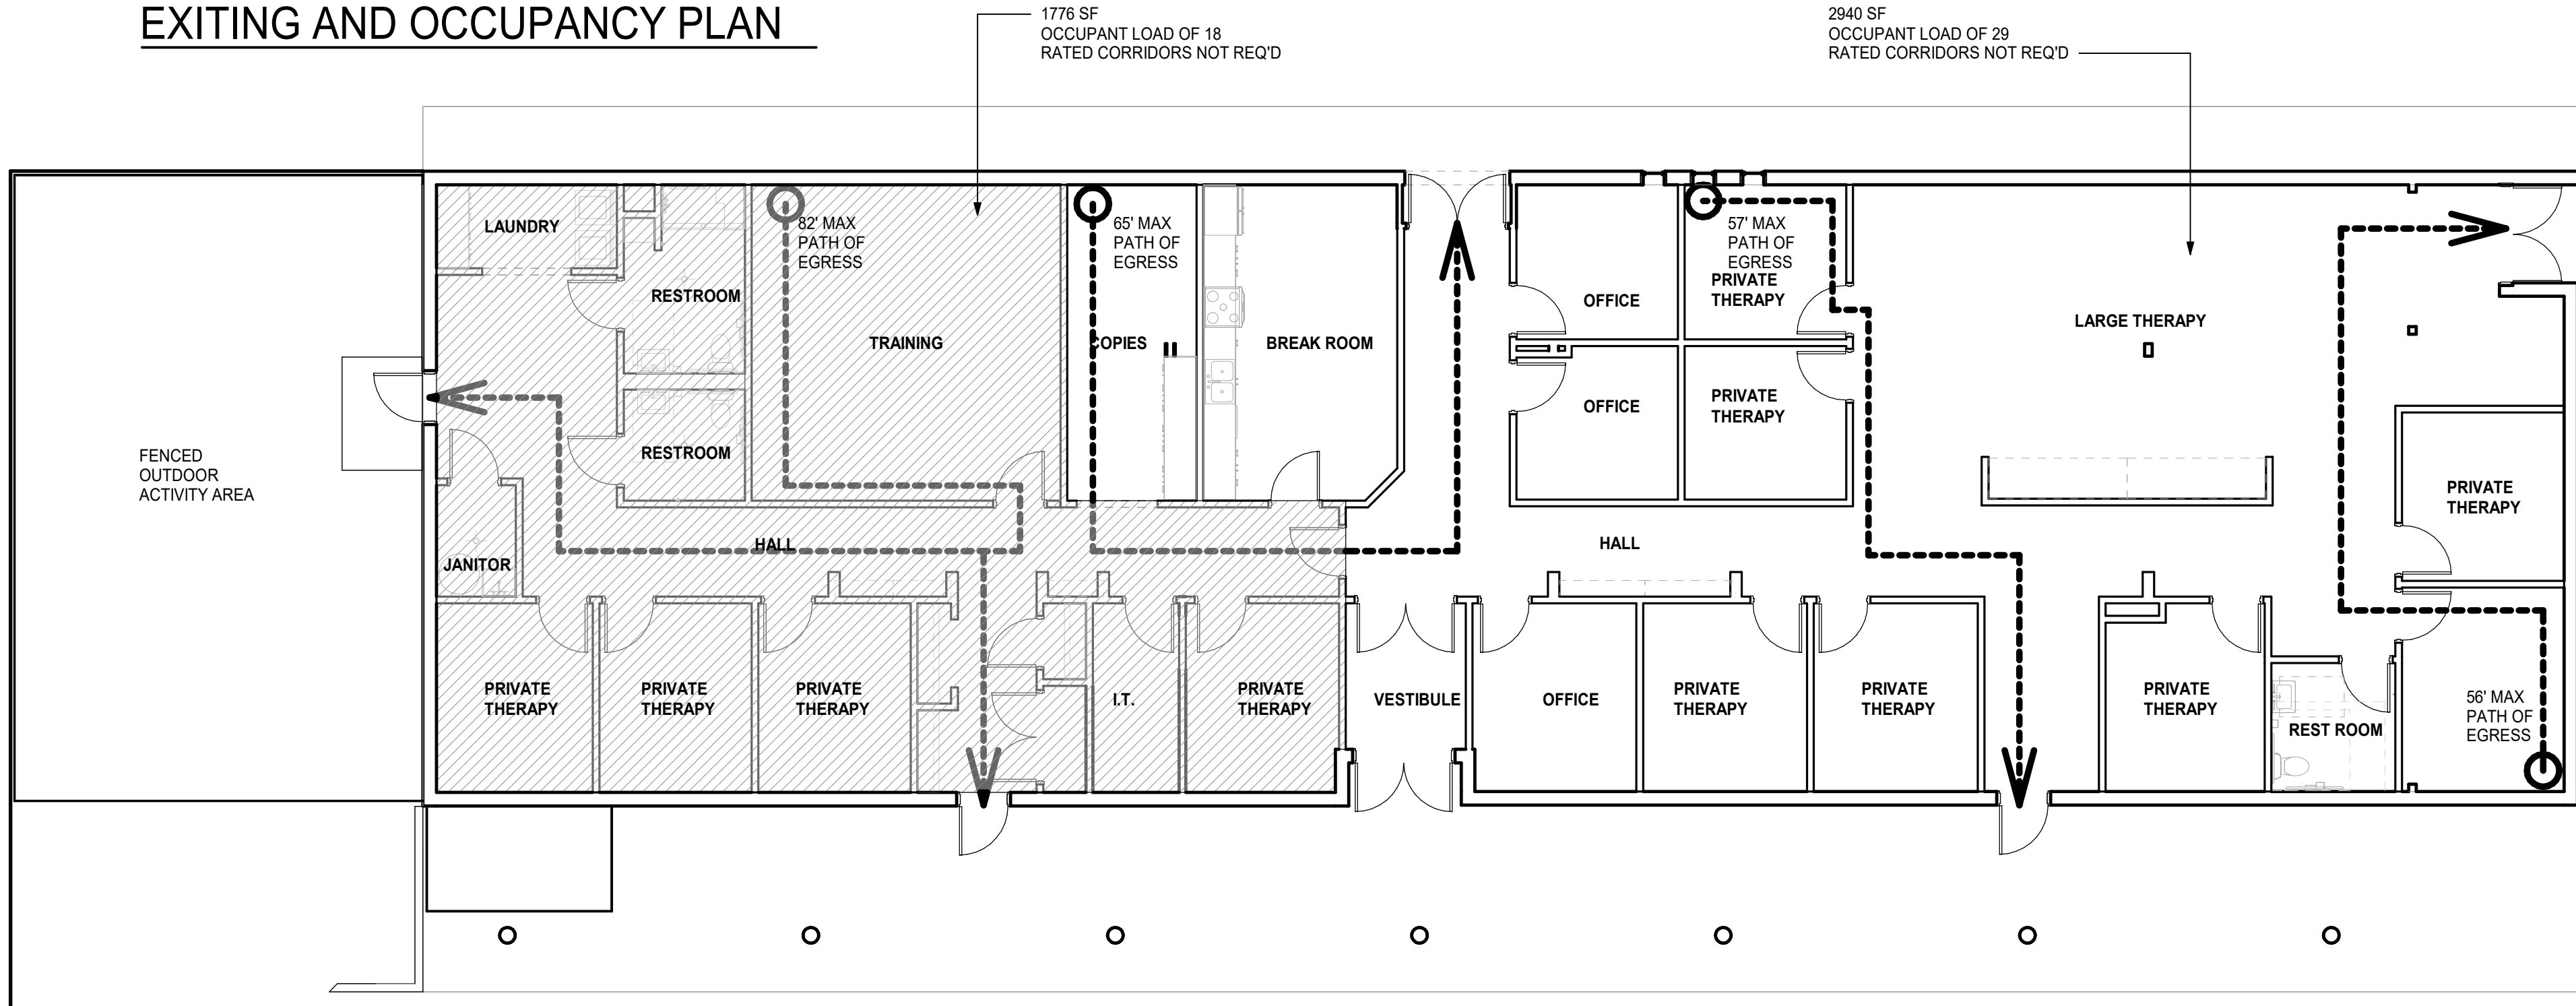 EXITING AND OCCUPANCY PLAN
1776 SF
OCCUPANT LOAD OF 18
RATED CORRIDORS NOT REQ'D
2940 SF
OCCUPANT LOAD OF 29
RATED CORRIDORS NOT REQ'D
LAUNDRY
82' MAX
PATH OF
EGRESS
65' MAX
PATH OF
EGRESS
57' MAX
PATH OF
EGRESS
PRIVATE
THERAPY
RESTROOM
OFFICE
LARGE THERAPY
TRAINING
COPIES
BREAK ROOM
OFFICE
PRIVATE
THERAPY
RESTROOM
FENCED
OUTDOOR
ACTIVITY AREA
PRIVATE
THERAPY
HALL
HALL
JANITOR
PRIVATE
THERAPY
PRIVATE
THERAPY
PRIVATE
THERAPY
I.T.
PRIVATE
THERAPY
VESTIBULE
OFFICE
PRIVATE
THERAPY
PRIVATE
THERAPY
PRIVATE
THERAPY
REST ROOM
56' MAX
PATH OF
EGRESS